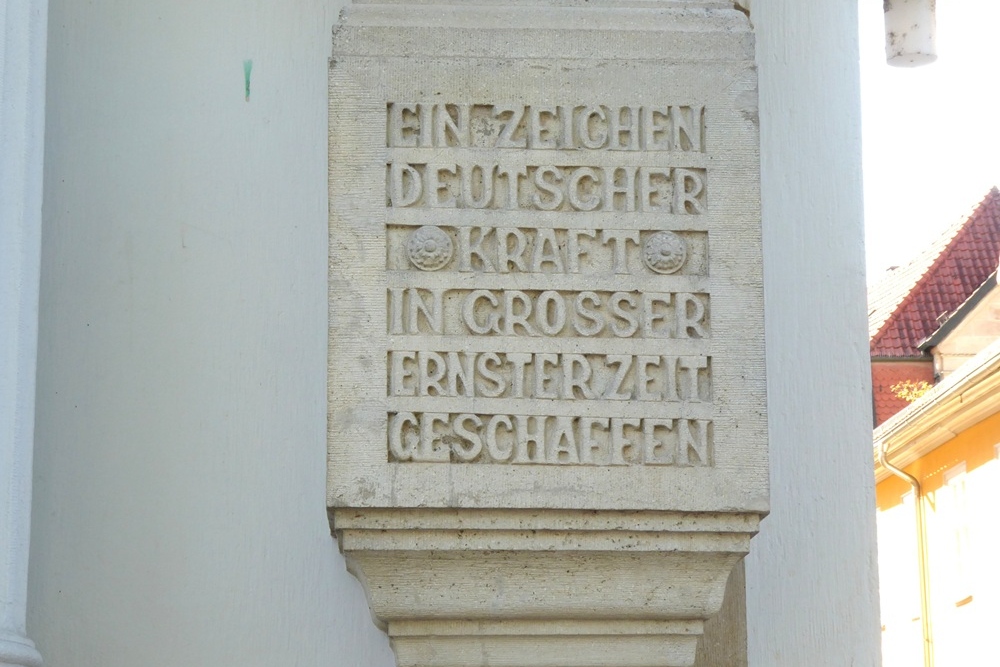 EIN ZEICHEN
DEUTSCHER
KRAFT
IN GROSSER
ERNSTER ZEIT
GESCHAFFEN